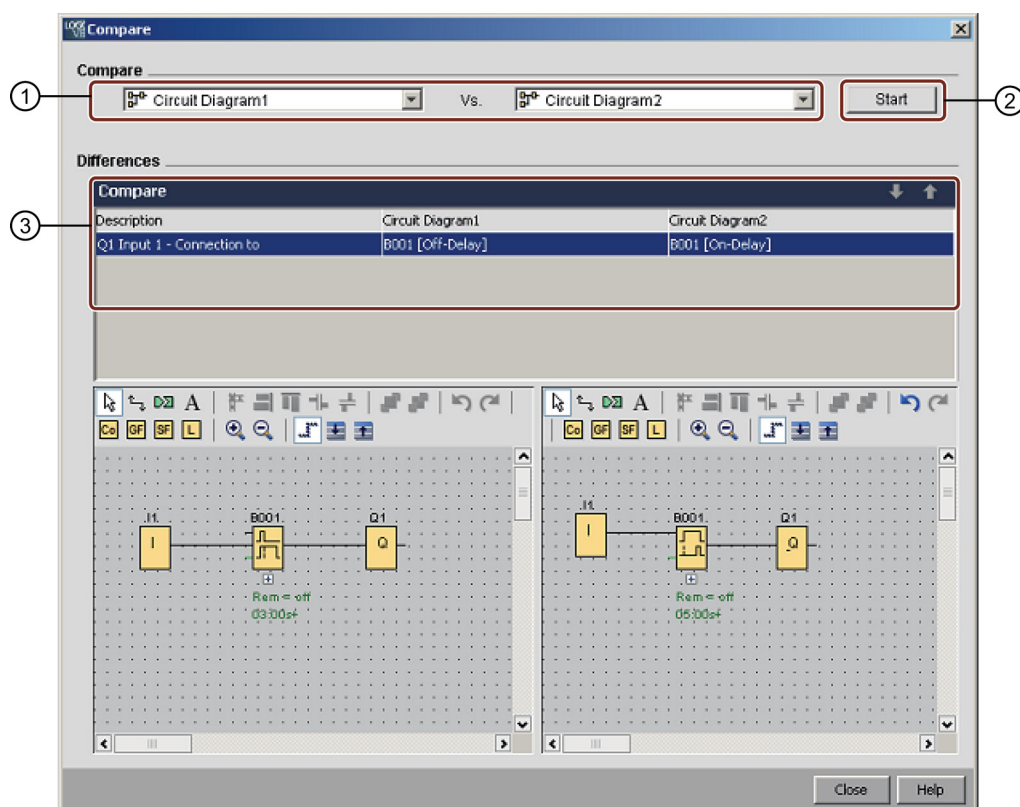 LOGO Compare
Compare
① Circuit Diagram1 Vs. Circuit Diagram2 Start ②
Differences
Compare
③
Description Circuit Diagram1 Circuit Diagram2
Q1 Input 1 - Connection to B001 [Off-Delay] B001 [On-Delay]
A A
Co GF SF L Co GF SF L
I1 B001 Q1 I1 B001 Q1
I Q I Q
Rem = off Rem = off
03:00s+ 05:00s+
Close Help